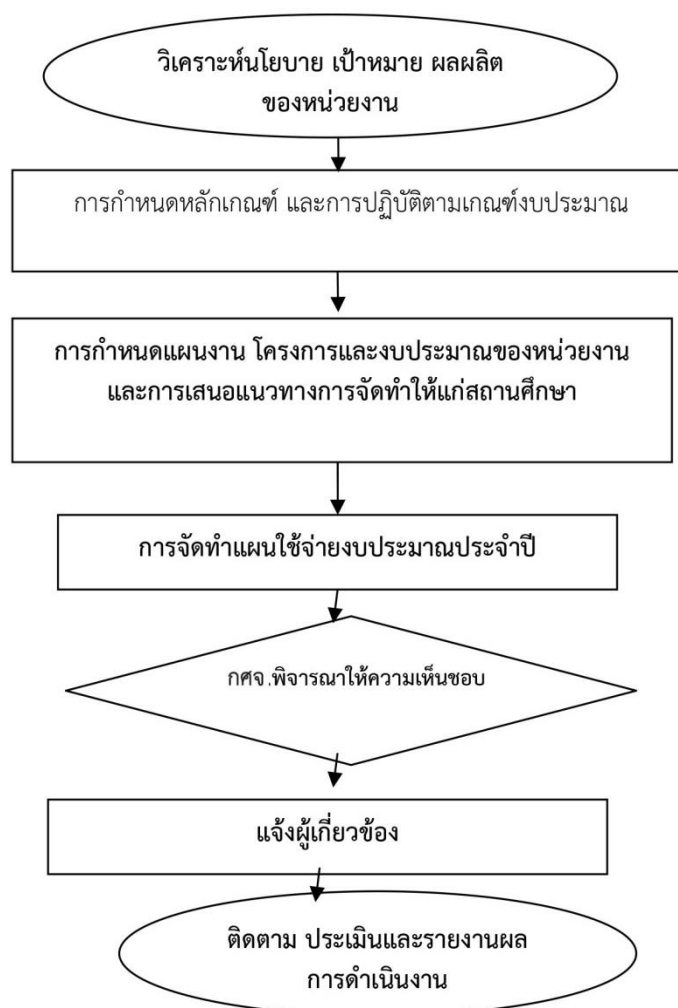 วิเคราะห์นโยบาย เป้าหมาย ผลผลิต
ของหน่วยงาน
การกำหนดหลักเกณฑ์ และการปฏิบัติตามเกณฑ์งบประมาณ
การกำหนดแผนงาน โครงการและงบประมาณของหน่วยงาน
และการเสนอแนวทางการจัดทำให้แก่สถานศึกษา
การจัดทำแผนใช้จ่ายงบประมาณประจำปี
กศจ.พิจารณาให้ความเห็นชอบ
แจ้งผู้เกี่ยวข้อง
ติดตาม ประเมินและรายงานผล
การดำเนินงาน